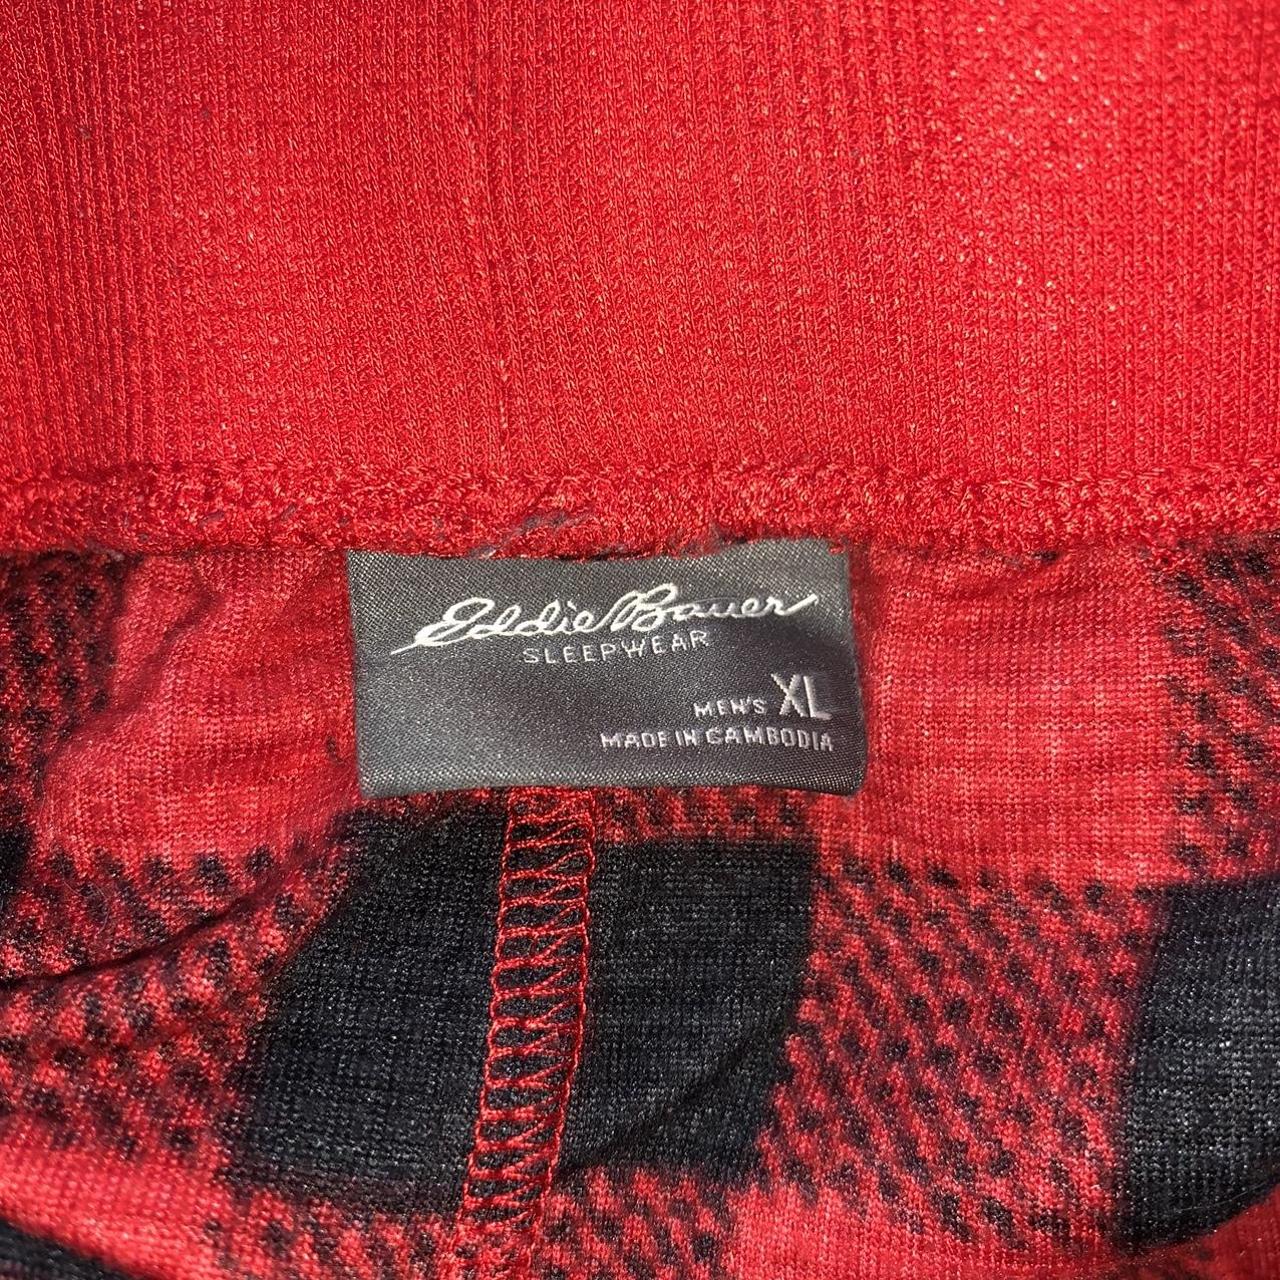 Eddie Bauer
SLEEPWEAR
MEN'S XL
MADE IN CAMBODIA